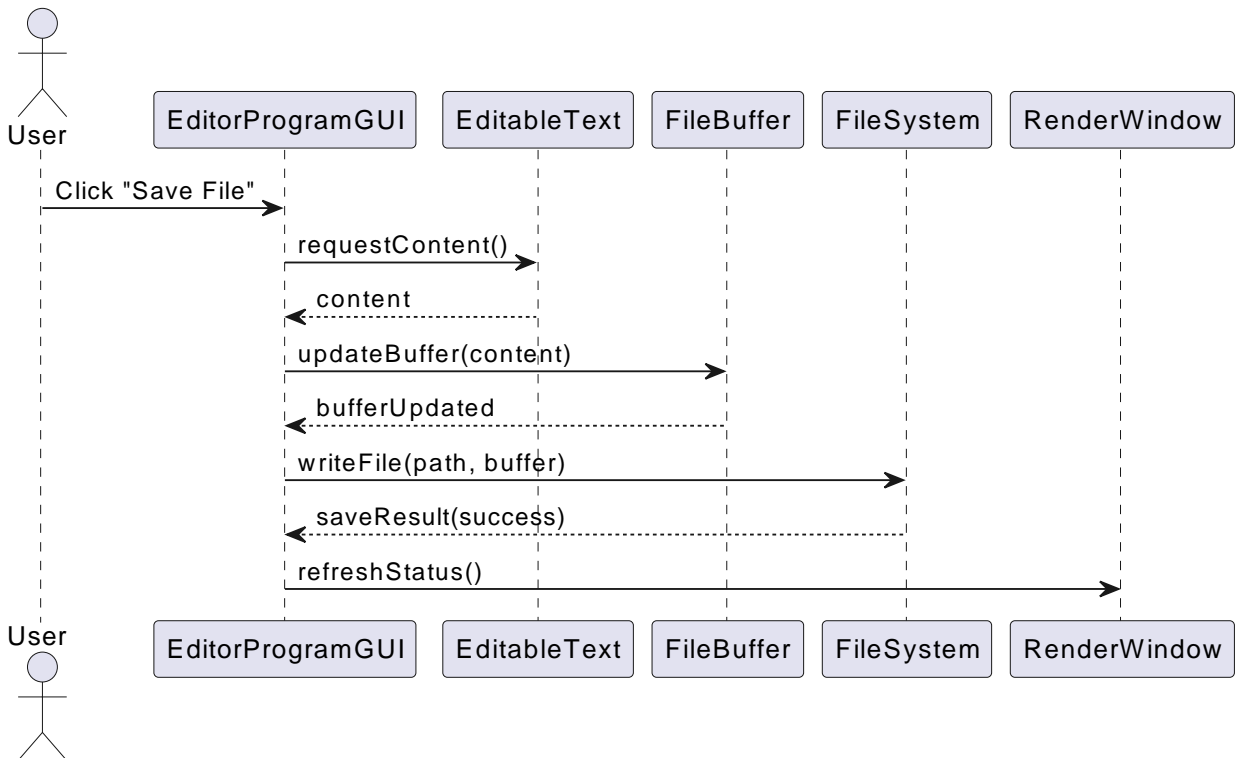 User
EditorProgramGUI
EditableText
FileBuffer
FileSystem
RenderWindow
Click "Save File"
requestContent()
content
updateBuffer(content)
bufferUpdated
writeFile(path, buffer)
saveResult(success)
refreshStatus()
User
EditorProgramGUI
EditableText
FileBuffer
FileSystem
RenderWindow